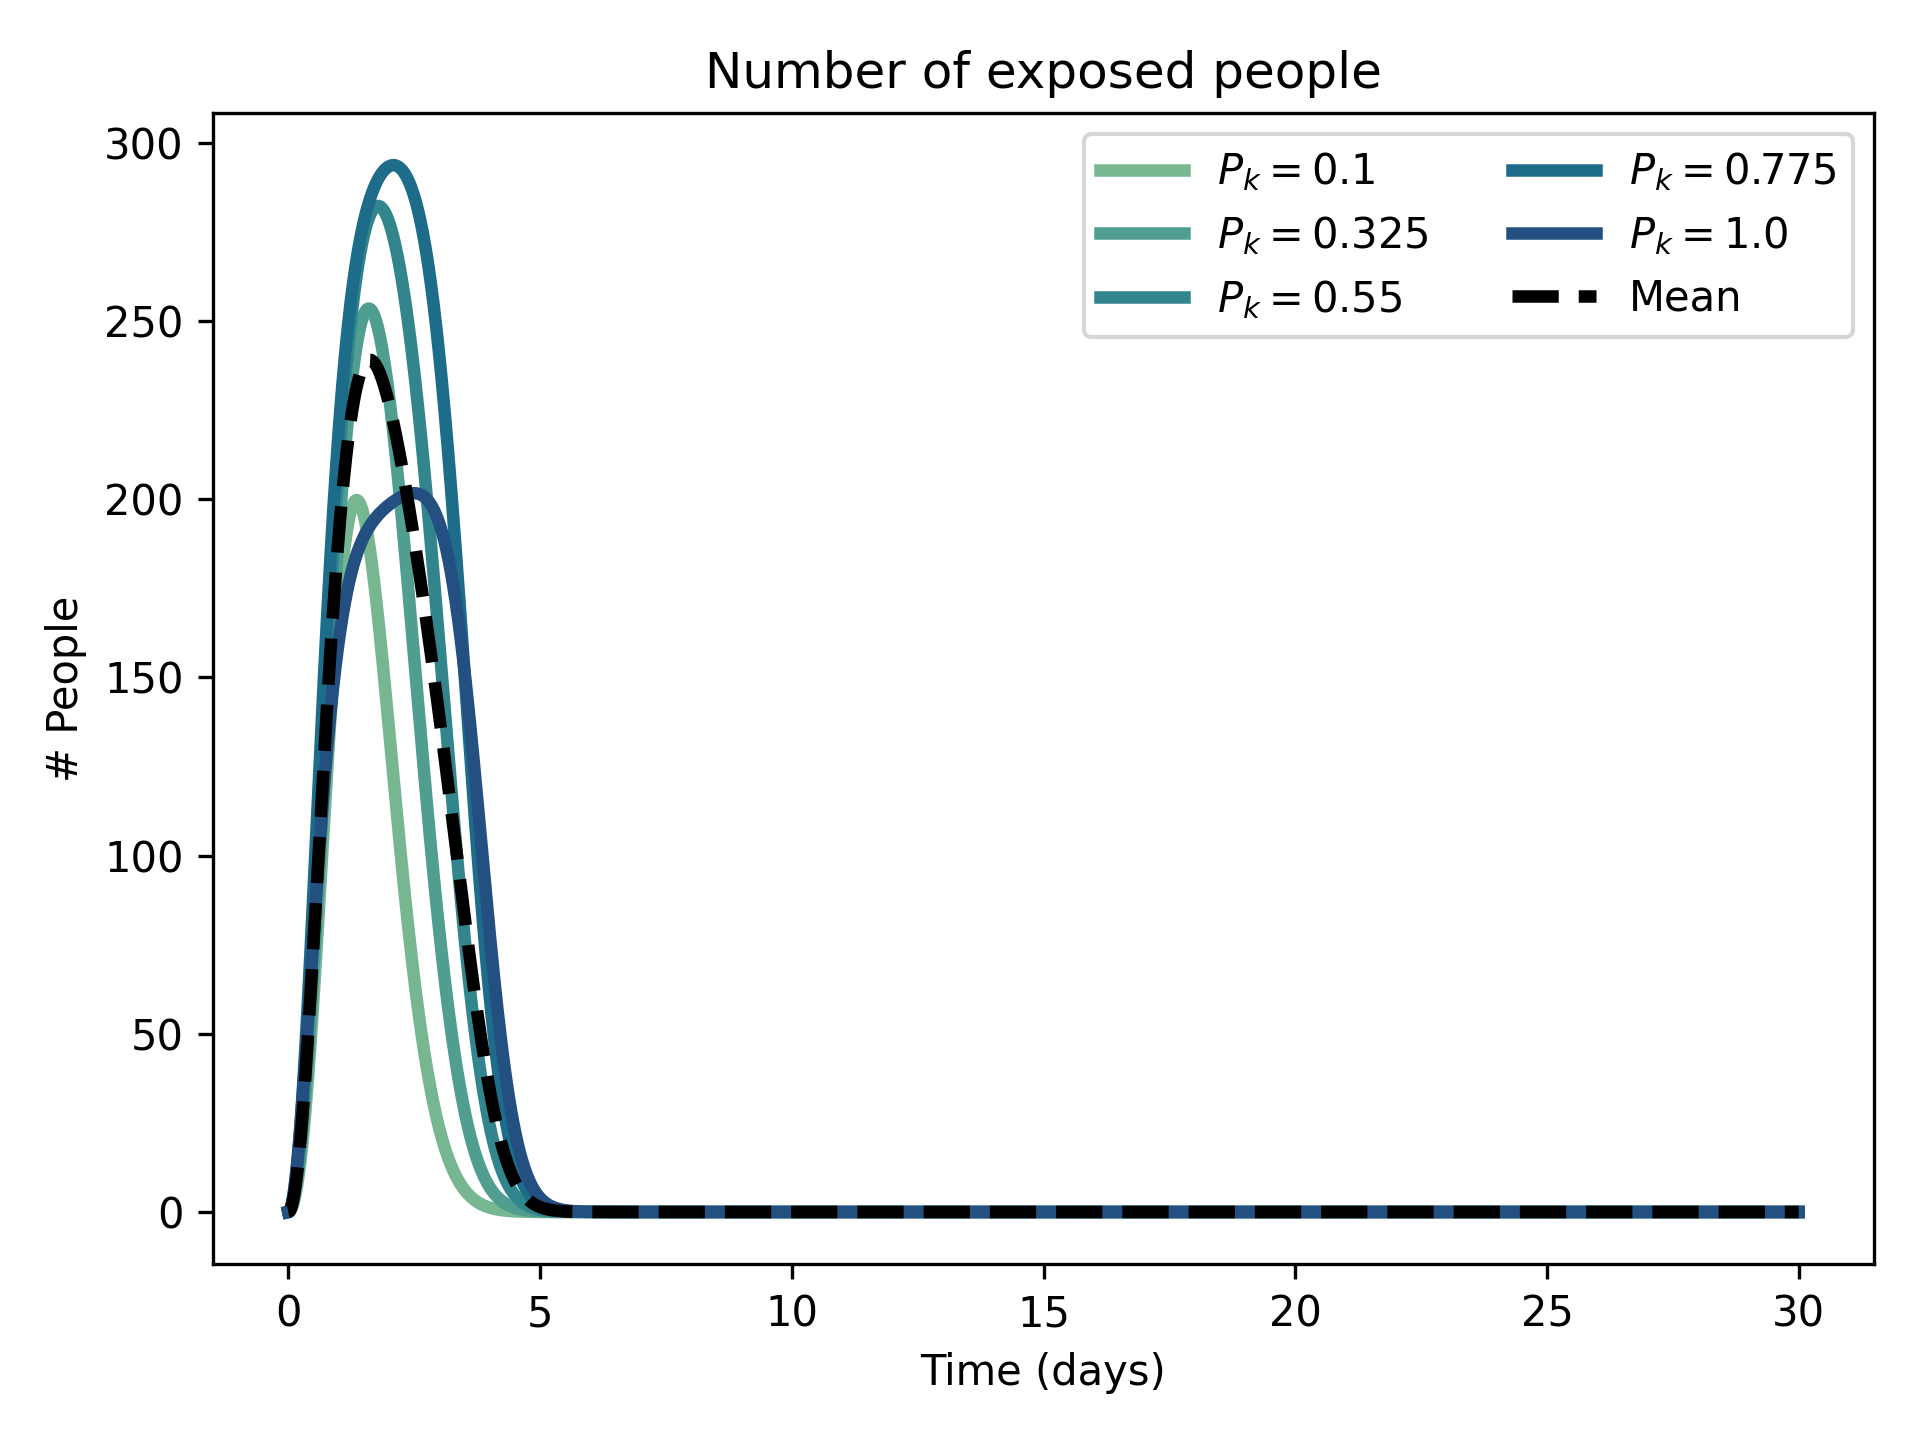 Number of exposed people
300
250
200
150
100
50
0
# People
P_k = 0.1
P_k = 0.325
P_k = 0.55
P_k = 0.775
P_k = 1.0
Mean
0 5 10 15 20 25 30
Time (days)